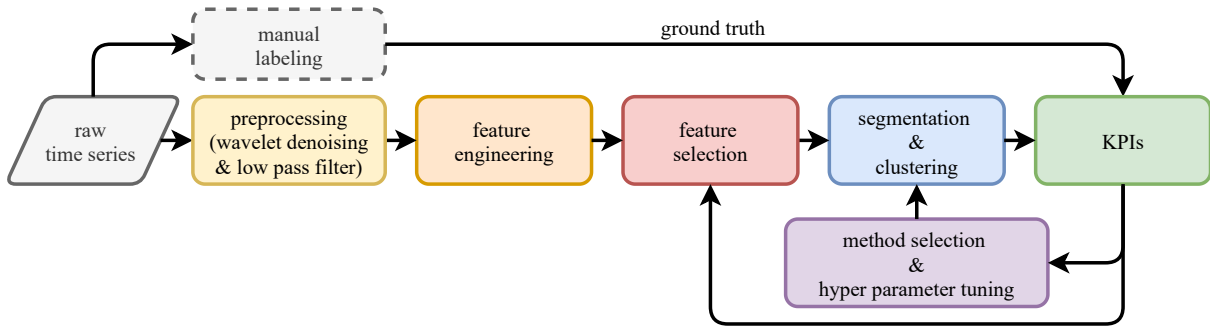 manual
labeling
ground truth
raw
time series
preprocessing
(wavelet denoising
& low pass filter)
feature
engineering
feature
selection
segmentation
&
clustering
KPIs
method selection
&
hyper parameter tuning